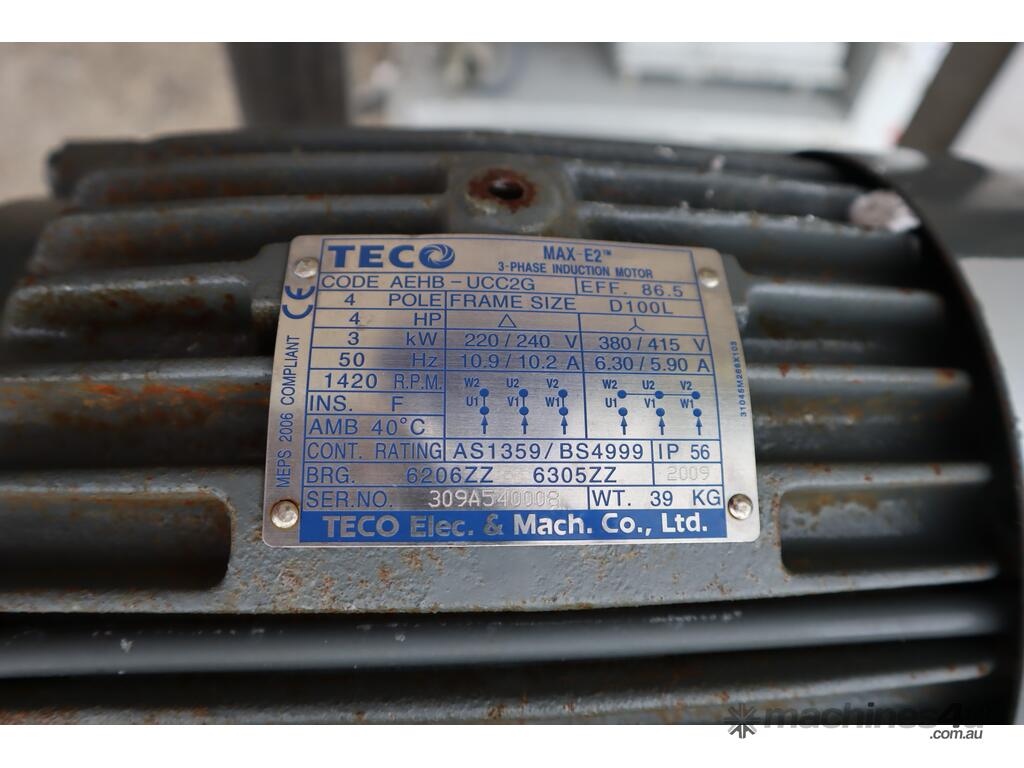 TECO MAX-E2™
3-PHASE INDUCTION MOTOR
CODE AEHB-UCC2G EFF. 86.5
4 POLE FRAME SIZE D100L
4 HP △ 人
3 kW 220/240 V 380/415 V
50 Hz 10.9/10.2 A 6.30/5.90 A
1420 R.P.M. W2 U2 V2 W2 U2 V2
INS. F U1 V1 W1 U1 V1 W1
AMB 40°C
CONT. RATING AS1359/BS4999 IP 56
BRG. 6206ZZ 6305ZZ 2009
SER.NO. 309A540008 WT. 39 KG
TECO Elec. & Mach. Co., Ltd.
CE
MEPS 2006 COMPLIANT
machines4u
.com.au